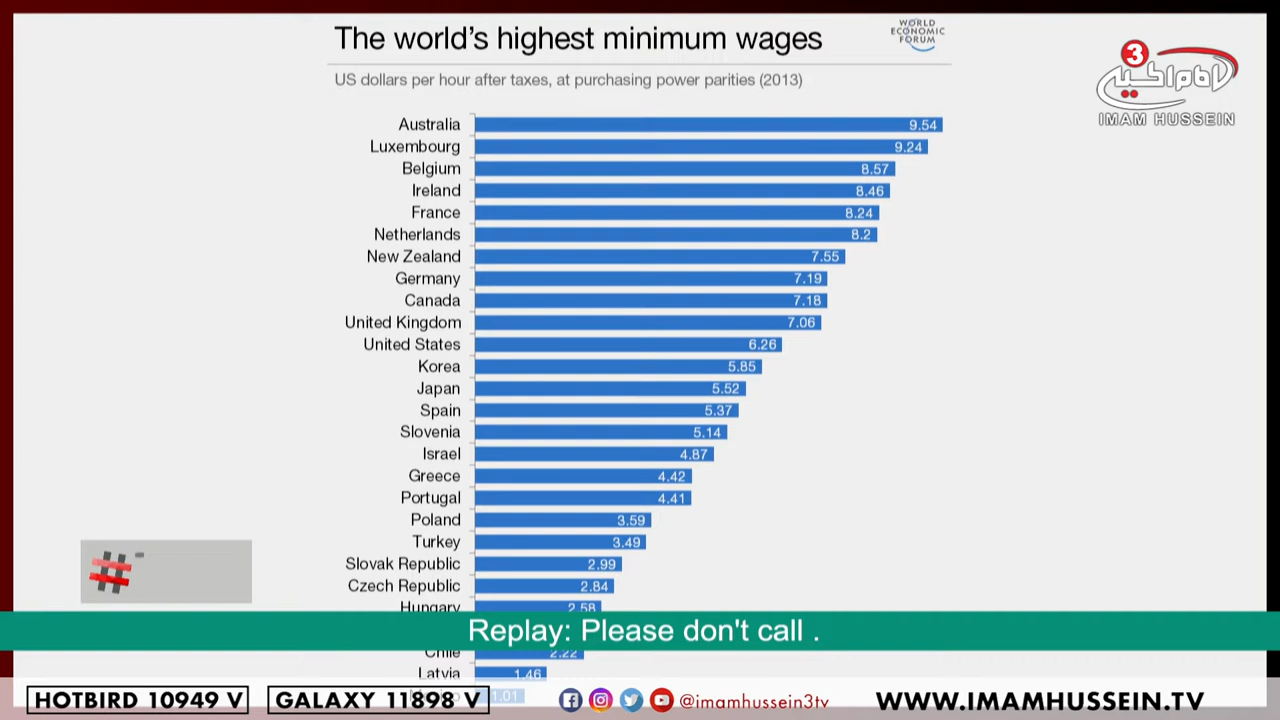 The world's highest minimum wages
WORLD
ECONOMIC
FORUM
US dollars per hour after taxes, at purchasing power parities (2013)
3
IMAM HUSSEIN
Australia 9.54
Luxembourg 9.24
Belgium 8.57
Ireland 8.46
France 8.24
Netherlands 8.2
New Zealand 7.55
Germany 7.19
Canada 7.18
United Kingdom 7.06
United States 6.26
Korea 5.85
Japan 5.52
Spain 5.37
Slovenia 5.14
Israel 4.87
Greece 4.42
Portugal 4.41
Poland 3.59
Turkey 3.49
Slovak Republic 2.99
Czech Republic 2.84
Hungary 2.58
#
Replay: Please don't call .
Chile 2.22
Latvia 1.46
1.01
HOTBIRD 10949 V
GALAXY 11898 V
@imamhussein3tv
WWW.IMAMHUSSEIN.TV